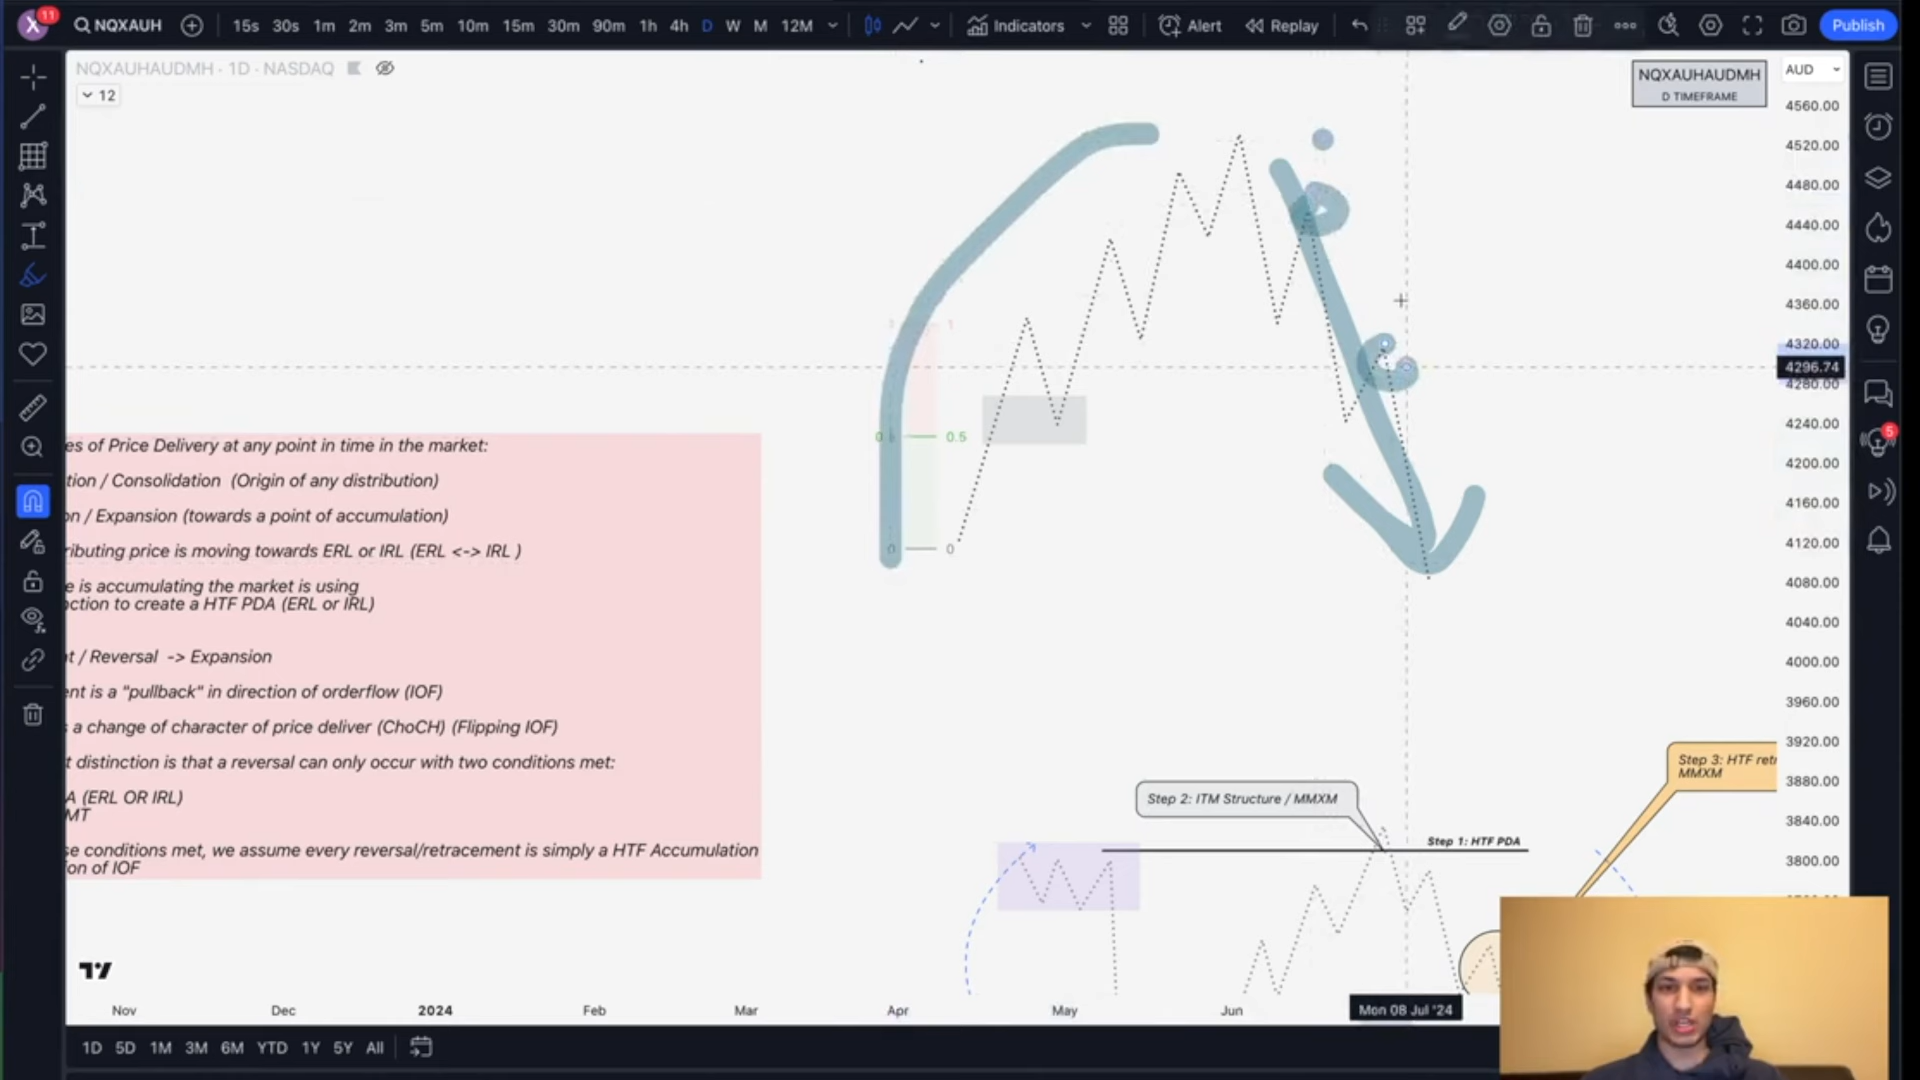 X 11 NQXAUH 15s 30s 1m 2m 3m 5m 10m 15m 30m 90m 1h 4h D W M 12M Indicators Alert Replay Publish
NQXAUHAUDMH · 1D · NASDAQ
12
NQXAUHAUDMH
D TIMEFRAME
AUD
4560.00
4520.00
4480.00
4440.00
4400.00
4360.00
4320.00
4296.74
4280.00
4240.00
4200.00
4160.00
4120.00
4080.00
4040.00
4000.00
3960.00
3920.00
3880.00
3840.00
3800.00
5
1 1
0 0.5
0 0
es of Price Delivery at any point in time in the market:
tion / Consolidation (Origin of any distribution)
on / Expansion (towards a point of accumulation)
ributing price is moving towards ERL or IRL (ERL <-> IRL )
e is accumulating the market is using
ction to create a HTF PDA (ERL or IRL)
t / Reversal -> Expansion
nt is a "pullback" in direction of orderflow (IOF)
s a change of character of price deliver (ChoCH) (Flipping IOF)
t distinction is that a reversal can only occur with two conditions met:
A (ERL OR IRL)
MT
se conditions met, we assume every reversal/retracement is simply a HTF Accumulation
on of IOF
Step 2: ITM Structure / MMXM
Step 1: HTF PDA
Step 3: HTF retr
MMXM
Nov Dec 2024 Feb Mar Apr May Jun Mon 08 Jul '24
1D 5D 1M 3M 6M YTD 1Y 5Y All